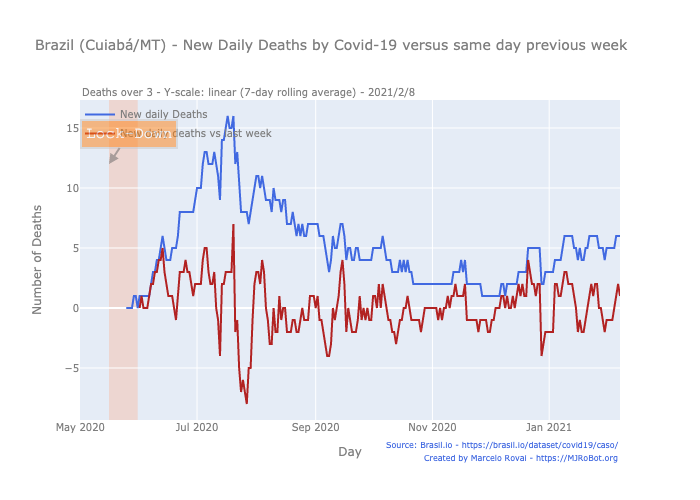 Brazil (Cuiabá/MT) - New Daily Deaths by Covid-19 versus same day previous week
Deaths over 3 - Y-scale: linear (7-day rolling average) - 2021/2/8
New daily Deaths
New daily deaths vs last week
Lock Down
15
10
5
0
−5
Number of Deaths
May 2020
Jul 2020
Sep 2020
Nov 2020
Jan 2021
Day
Source: Brasil.io - https://brasil.io/dataset/covid19/caso/
Created by Marcelo Rovai - https://MJRoBot.org